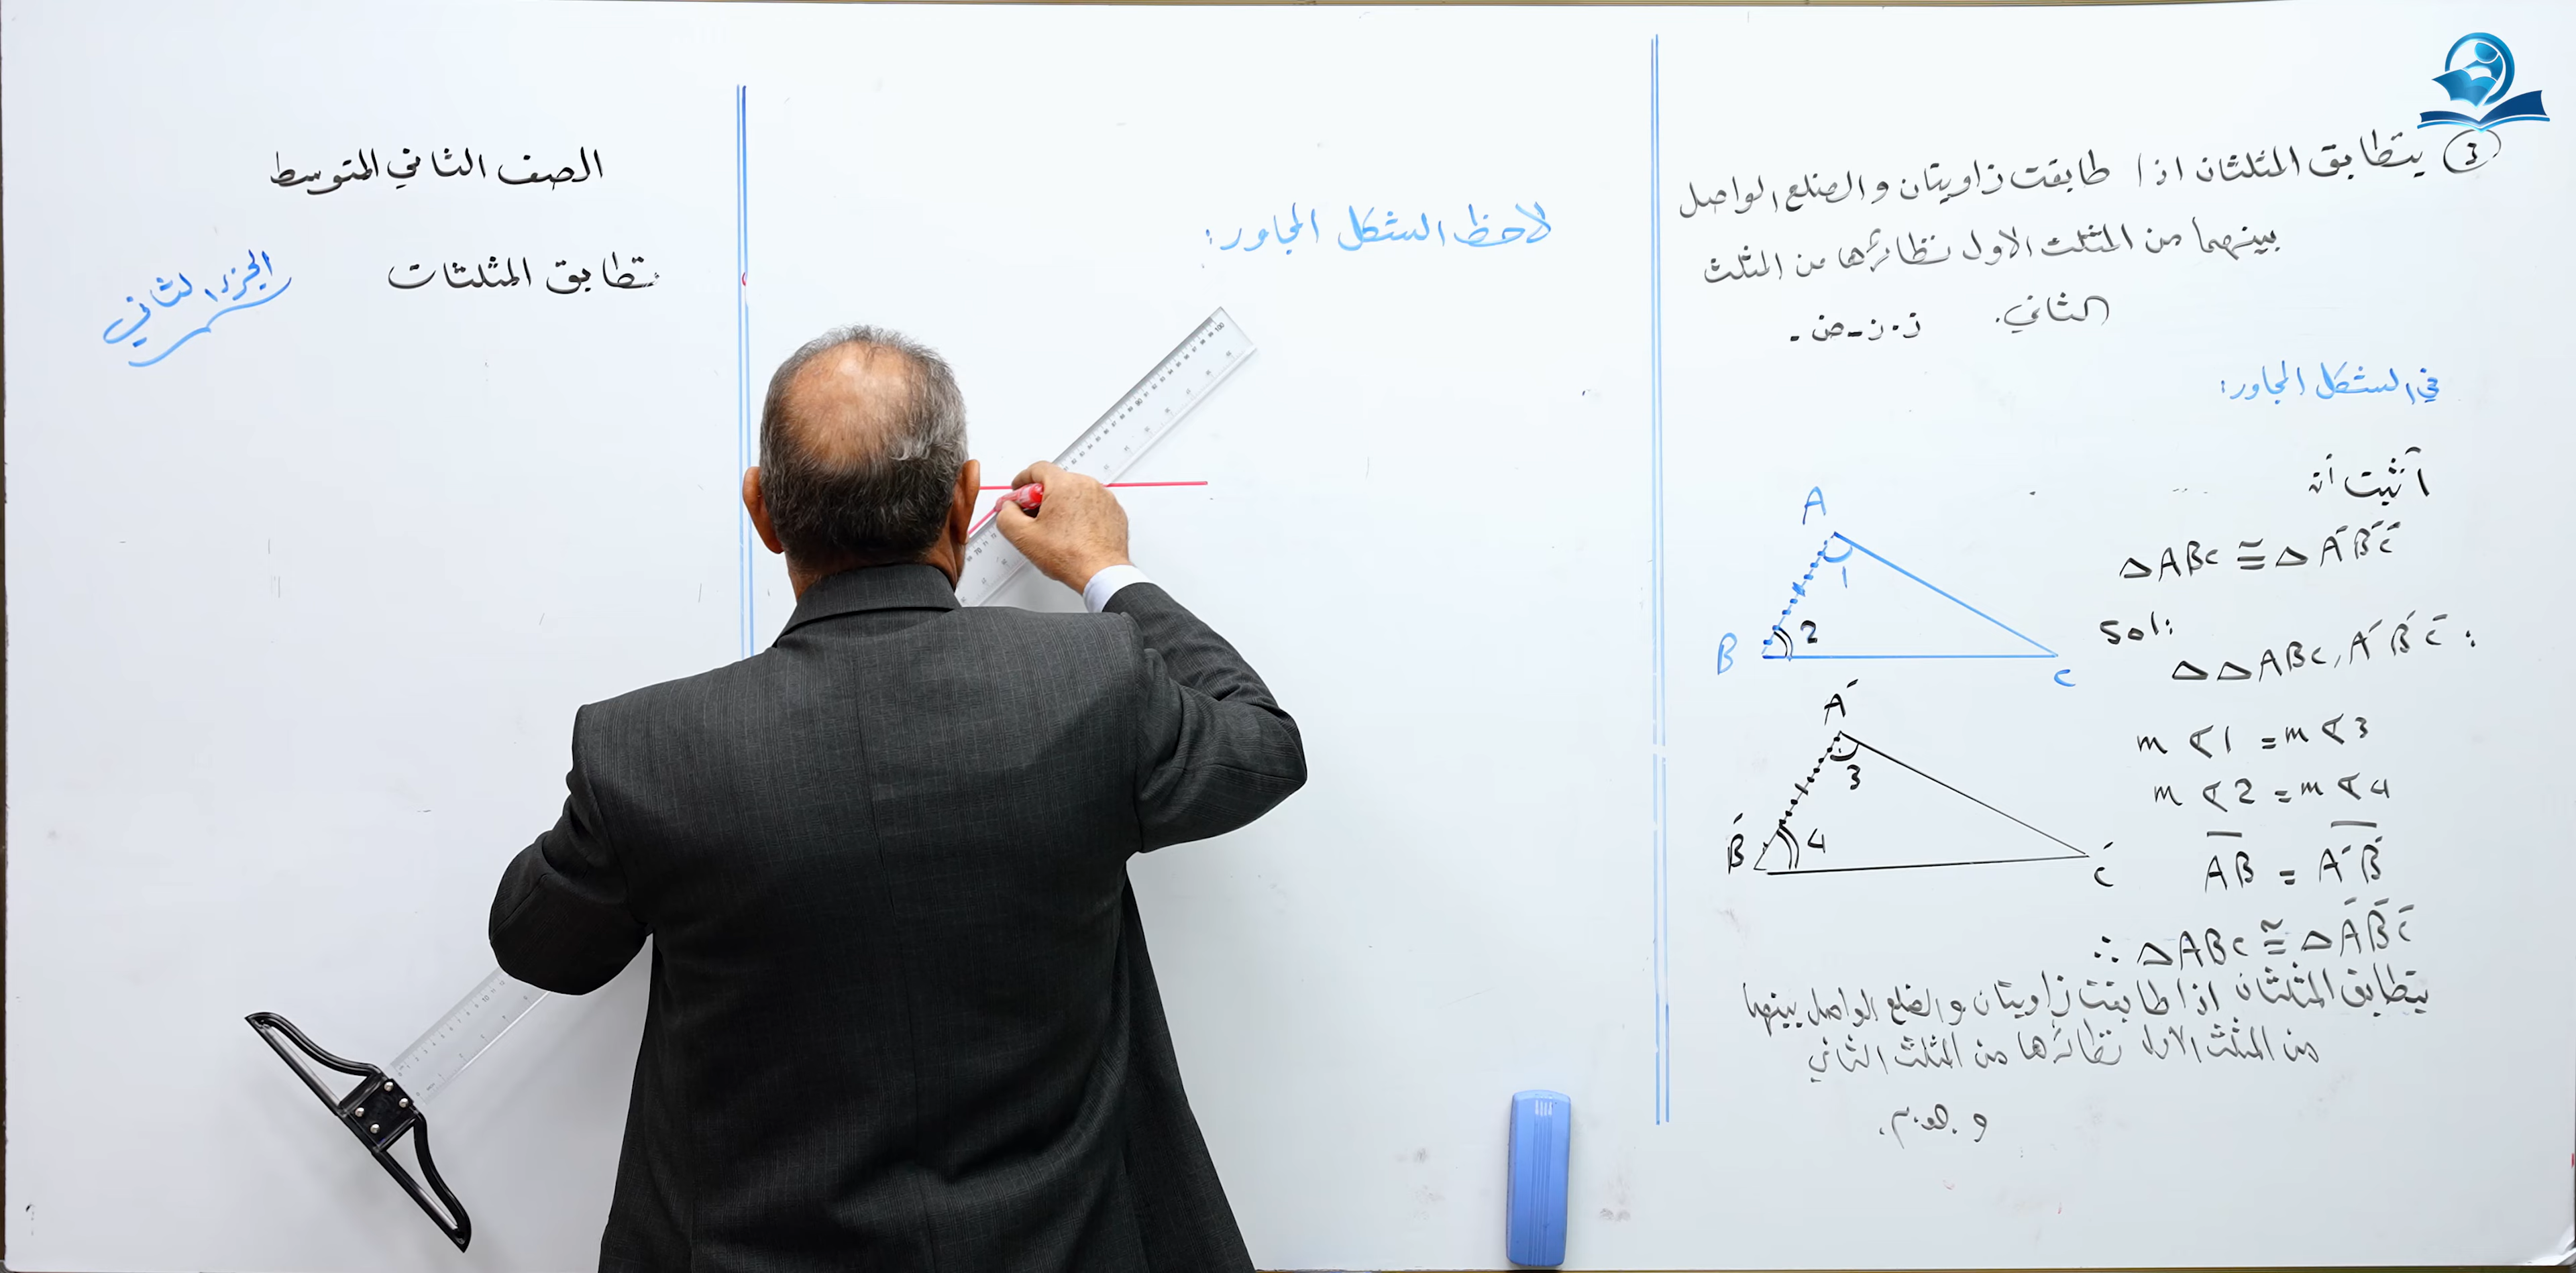 ③ يتطابق المثلثان اذا طابقت زاويتان والضلع الواصل
بينهما من المثلث الاول نظائرها من المثلث
الثاني. ز.ز-ض.
في الشكل المجاور:
أثبت أن
△ABC ≅ △A'B'C'
Sol:
△△ABC, A'B'C':
m∢1 = m∢3
m∢2 = m∢4
AB = A'B'
∴ △ABC ≅ △A'B'C'
يتطابق المثلثان اذا طابقت زاويتان والضلع الواصل بينهما
من المثلث الاول نظائرها من المثلث الثاني
و.هـ.م.
A
1
B
2
C
A'
3
B'
4
C'
لاحظ الشكل المجاور:
الصف الثاني المتوسط
تطابق المثلثات
الجزء الثاني